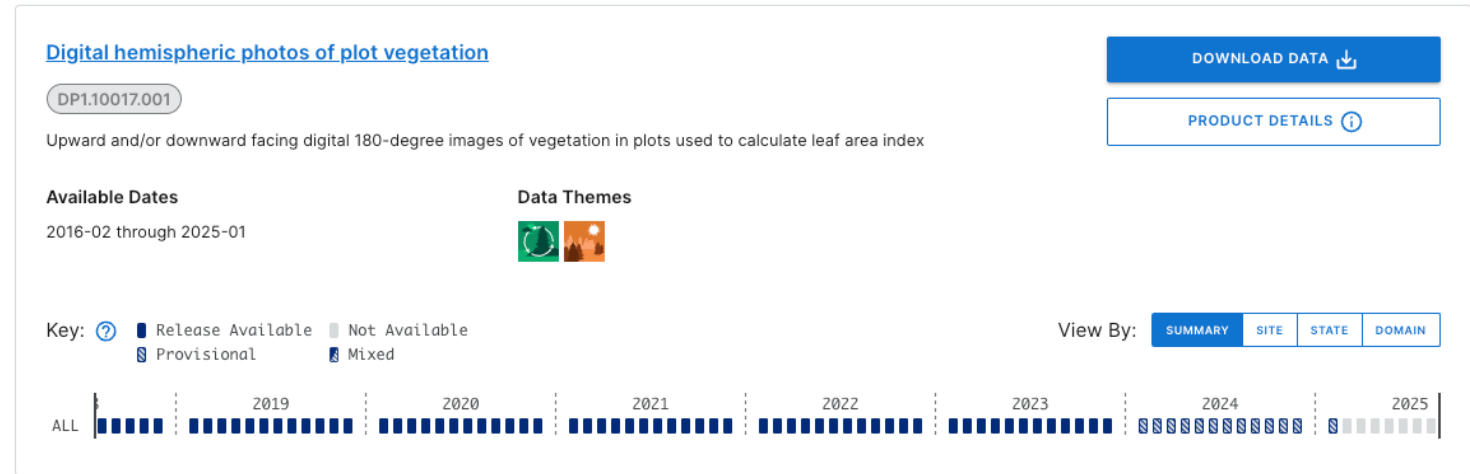 Digital hemispheric photos of plot vegetation
DOWNLOAD DATA
DP1.10017.001
PRODUCT DETAILS
Upward and/or downward facing digital 180-degree images of vegetation in plots used to calculate leaf area index
Available Dates
Data Themes
2016-02 through 2025-01
Key: Release Available Not Available
Provisional Mixed
View By: SUMMARY SITE STATE DOMAIN
2019 2020 2021 2022 2023 2024 2025
ALL